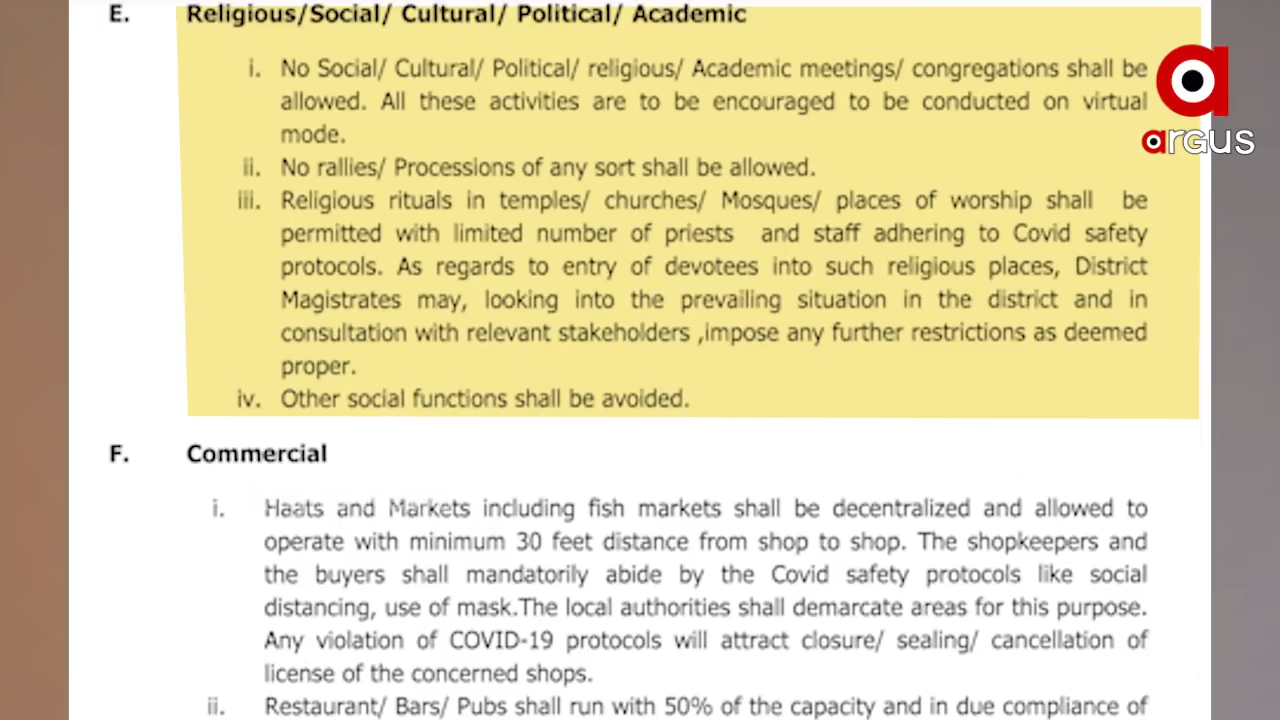 E. Religious/Social/ Cultural/ Political/ Academic
i. No Social/ Cultural/ Political/ religious/ Academic meetings/ congregations shall be
allowed. All these activities are to be encouraged to be conducted on virtual
mode.
ii. No rallies/ Processions of any sort shall be allowed.
iii. Religious rituals in temples/ churches/ Mosques/ places of worship shall be
permitted with limited number of priests and staff adhering to Covid safety
protocols. As regards to entry of devotees into such religious places, District
Magistrates may, looking into the prevailing situation in the district and in
consultation with relevant stakeholders ,impose any further restrictions as deemed
proper.
iv. Other social functions shall be avoided.
argus
F. Commercial
i. Haats and Markets including fish markets shall be decentralized and allowed to
operate with minimum 30 feet distance from shop to shop. The shopkeepers and
the buyers shall mandatorily abide by the Covid safety protocols like social
distancing, use of mask.The local authorities shall demarcate areas for this purpose.
Any violation of COVID-19 protocols will attract closure/ sealing/ cancellation of
license of the concerned shops.
ii. Restaurant/ Bars/ Pubs shall run with 50% of the capacity and in due compliance of